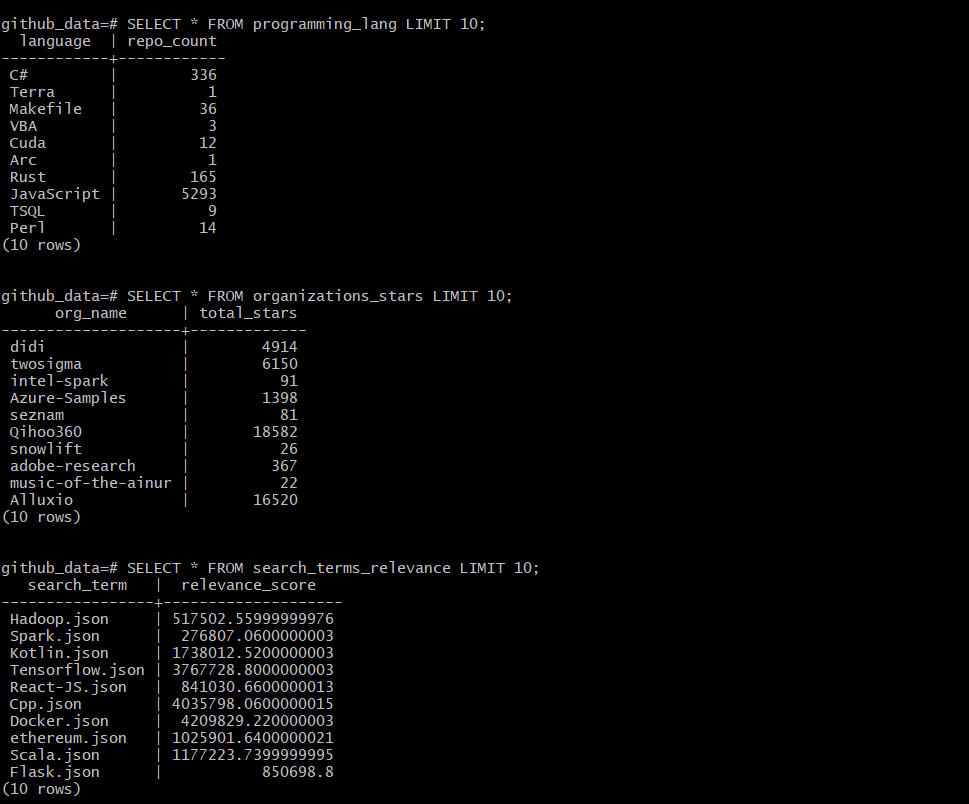 github_data=# SELECT * FROM programming_lang LIMIT 10;
  language  | repo_count
------------+------------
 C#         |        336
 Terra      |          1
 Makefile   |         36
 VBA        |          3
 Cuda       |         12
 Arc        |          1
 Rust       |        165
 JavaScript |       5293
 TSQL       |          9
 Perl       |         14
(10 rows)
github_data=# SELECT * FROM organizations_stars LIMIT 10;
      org_name      | total_stars
--------------------+-------------
 didi               |        4914
 twosigma           |        6150
 intel-spark        |          91
 Azure-Samples      |        1398
 seznam             |          81
 Qihoo360           |       18582
 snowlift           |          26
 adobe-research     |         367
 music-of-the-ainur |          22
 Alluxio            |       16520
(10 rows)
github_data=# SELECT * FROM search_terms_relevance LIMIT 10;
   search_term   |  relevance_score
-----------------+--------------------
 Hadoop.json     | 517502.55999999976
 Spark.json      |  276807.0600000003
 Kotlin.json     | 1738012.5200000003
 Tensorflow.json | 3767728.8000000003
 React-JS.json   |  841030.6600000013
 Cpp.json        | 4035798.0600000015
 Docker.json     |  4209829.220000003
 ethereum.json   | 1025901.6400000021
 Scala.json      | 1177223.7399999995
 Flask.json      |           850698.8
(10 rows)